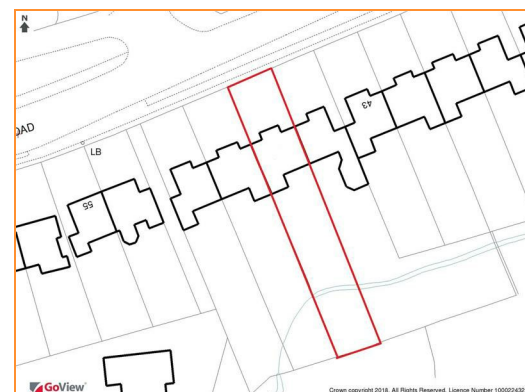 N
43
OAD
LB
55
GoView
Crown copyright 2018. All Rights Reserved. Licence Number 100022432